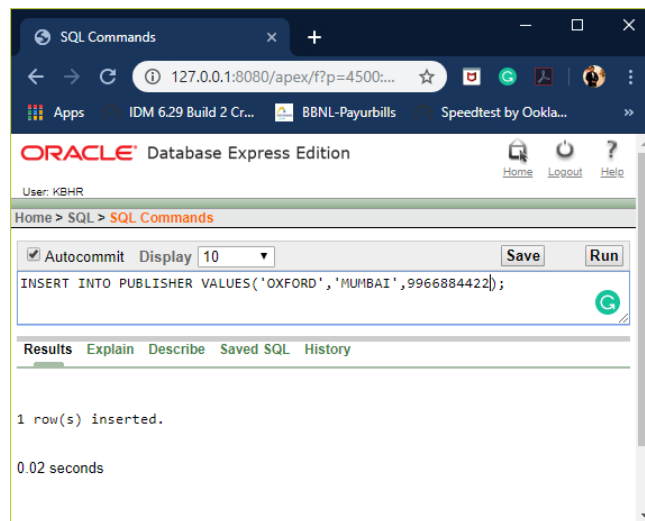 SQL Commands
127.0.0.1:8080/apex/f?p=4500:...
Apps IDM 6.29 Build 2 Cr... BBNL-Payurbills Speedtest by Ookla... »
ORACLE Database Express Edition
Home Logout Help
User: KBHR
Home > SQL > SQL Commands
Autocommit Display 10 Save Run
INSERT INTO PUBLISHER VALUES('OXFORD','MUMBAI',9966884422);
Results Explain Describe Saved SQL History
1 row(s) inserted.
0.02 seconds